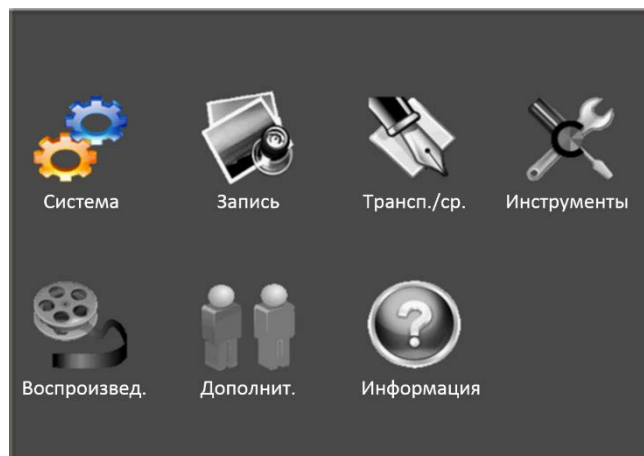 Система
Запись
Трансп./ср.
Инструменты
Воспроизвед.
Дополнит.
Информация